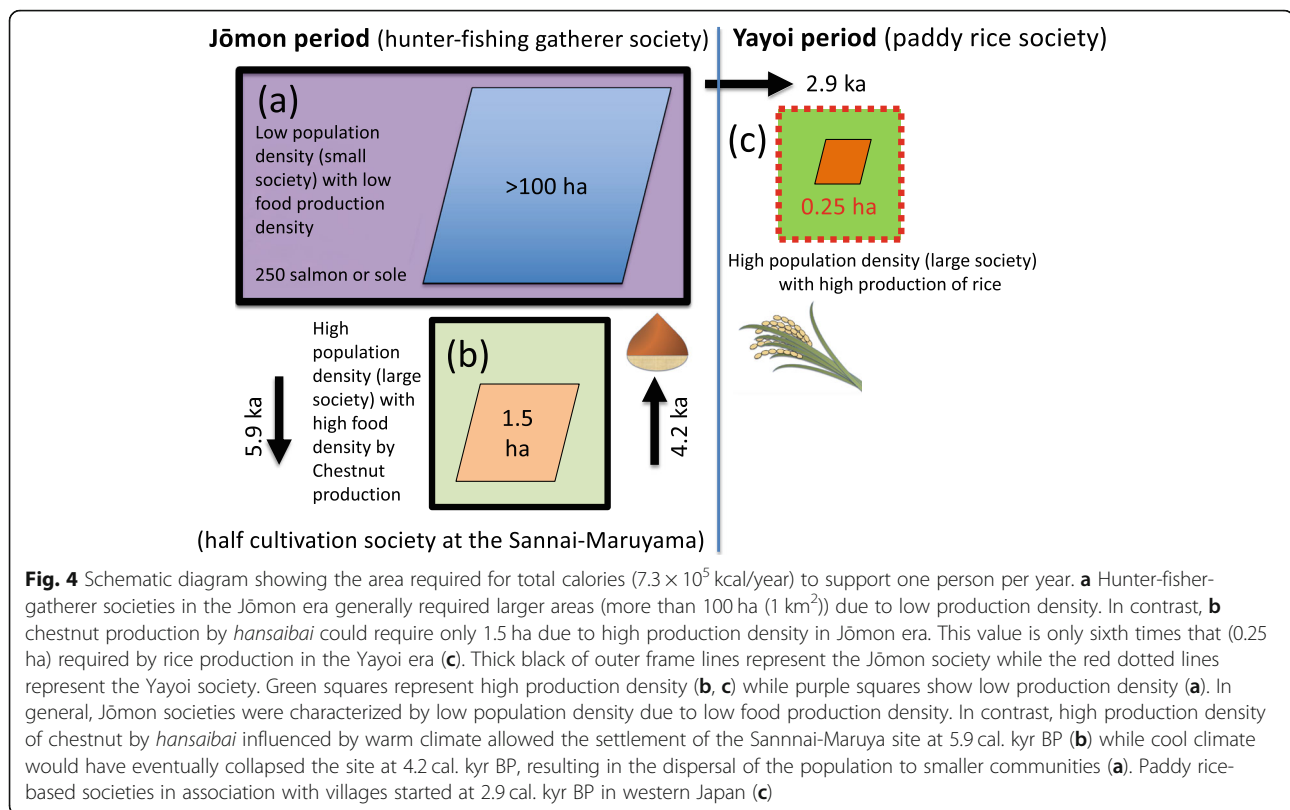 Jōmon period (hunter-fishing gatherer society)
Yayoi period (paddy rice society)
(a)
Low population
density (small
society) with low
food production
density
250 salmon or sole
>100 ha
2.9 ka
(c)
0.25 ha
High population density (large society)
with high production of rice
5.9 ka
High
population
density (large
society) with
high food
density by
Chestnut
production
(b)
1.5
ha
4.2 ka
(half cultivation society at the Sannai-Maruyama)
Fig. 4 Schematic diagram showing the area required for total calories (7.3 × 10⁵ kcal/year) to support one person per year. a Hunter-fisher-
gatherer societies in the Jōmon era generally required larger areas (more than 100 ha (1 km²)) due to low production density. In contrast, b
chestnut production by hansaibai could require only 1.5 ha due to high production density in Jōmon era. This value is only sixth times that (0.25
ha) required by rice production in the Yayoi era (c). Thick black of outer frame lines represent the Jōmon society while the red dotted lines
represent the Yayoi society. Green squares represent high production density (b, c) while purple squares show low production density (a). In
general, Jōmon societies were characterized by low population density due to low food production density. In contrast, high production density
of chestnut by hansaibai influenced by warm climate allowed the settlement of the Sannnai-Maruya site at 5.9 cal. kyr BP (b) while cool climate
would have eventually collapsed the site at 4.2 cal. kyr BP, resulting in the dispersal of the population to smaller communities (a). Paddy rice-
based societies in association with villages started at 2.9 cal. kyr BP in western Japan (c)